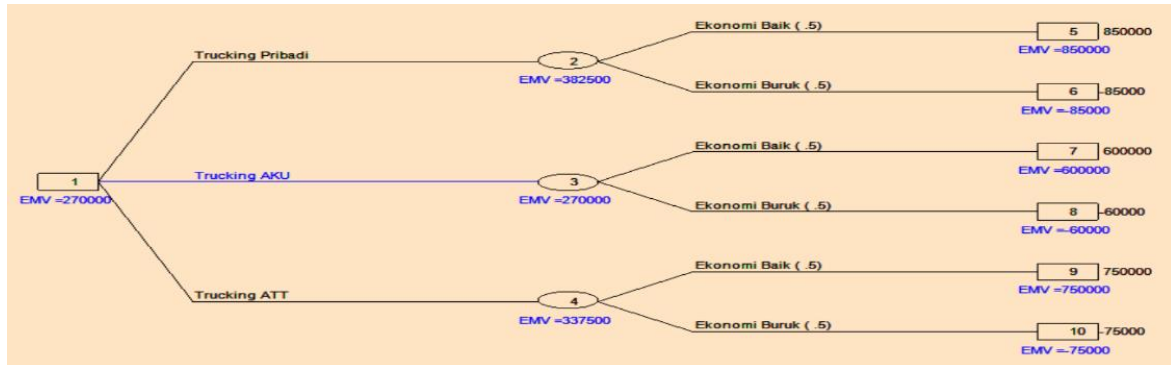 Ekonomi Baik ( .5)
5 850000
EMV =850000
Trucking Pribadi
2
EMV =382500
Ekonomi Buruk ( .5)
6 -85000
EMV =-85000
Ekonomi Baik ( .5)
7 600000
EMV =600000
1
EMV =270000
Trucking AKU
3
EMV =270000
Ekonomi Buruk ( .5)
8 -60000
EMV =-60000
Ekonomi Baik ( .5)
9 750000
EMV =750000
Trucking ATT
4
EMV =337500
Ekonomi Buruk ( .5)
10 -75000
EMV =-75000